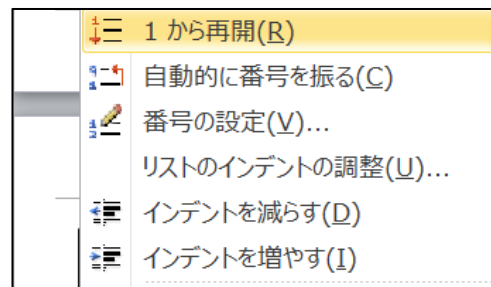 1 から再開(R)
自動的に番号を振る(C)
番号の設定(V)...
リストのインデントの調整(U)...
インデントを減らす(D)
インデントを増やす(I)